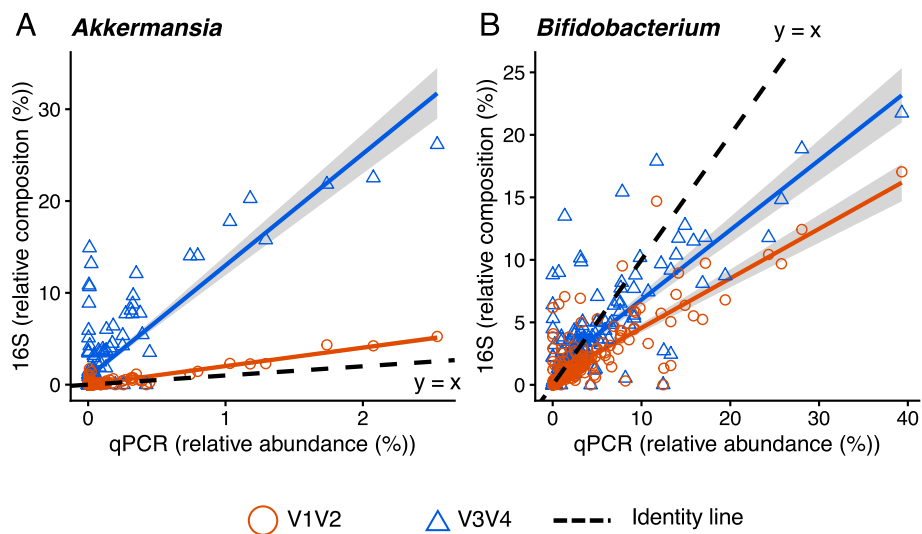 A Akkermansia
16S (relative composition (%))
30
20
10
0
y = x
0 1 2
qPCR (relative abundance (%))
B Bifidobacterium
y = x
16S (relative composition (%))
25
20
15
10
5
0
0 10 20 30 40
qPCR (relative abundance (%))
V1V2 V3V4 Identity line